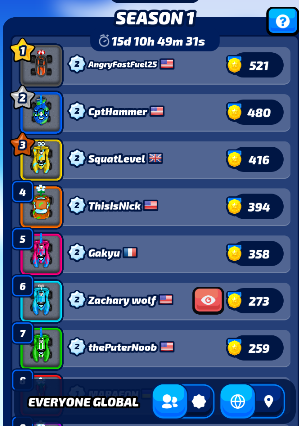 SEASON 1
15d 10h 49m 31s
?
1
2 AngryFastFuel25 521
2
2 CptHammer 480
3
2 SquatLevel 416
4
2 ThisIsNick 394
5
2 Gakyu 358
6
2 Zachary wolf 273
7
2 thePuterNoob 259
EVERYONE GLOBAL